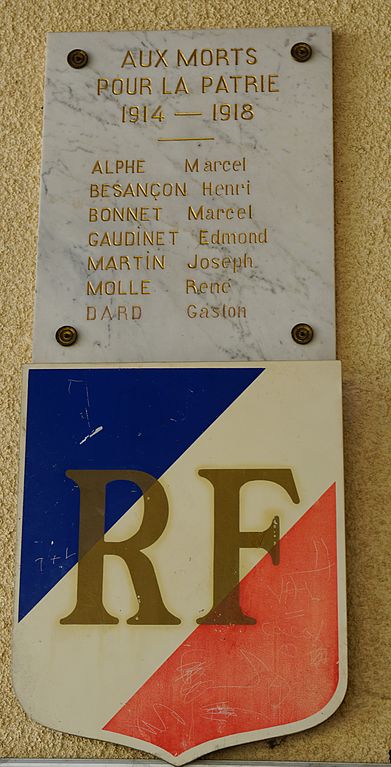 AUX MORTS
POUR LA PATRIE
1914 — 1918
ALPHE Marcel
BESANÇON Henri
BONNET Marcel
GAUDINET Edmond
MARTIN Joseph
MOLLE René
DARD Gaston
RF